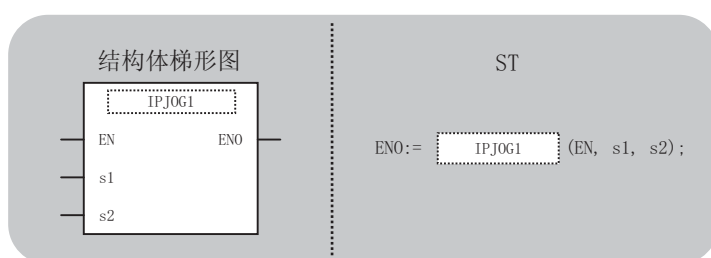 结构体梯形图
IPJOG1
EN ENO
s1
s2
ST
ENO:= IPJOG1 (EN, s1, s2);